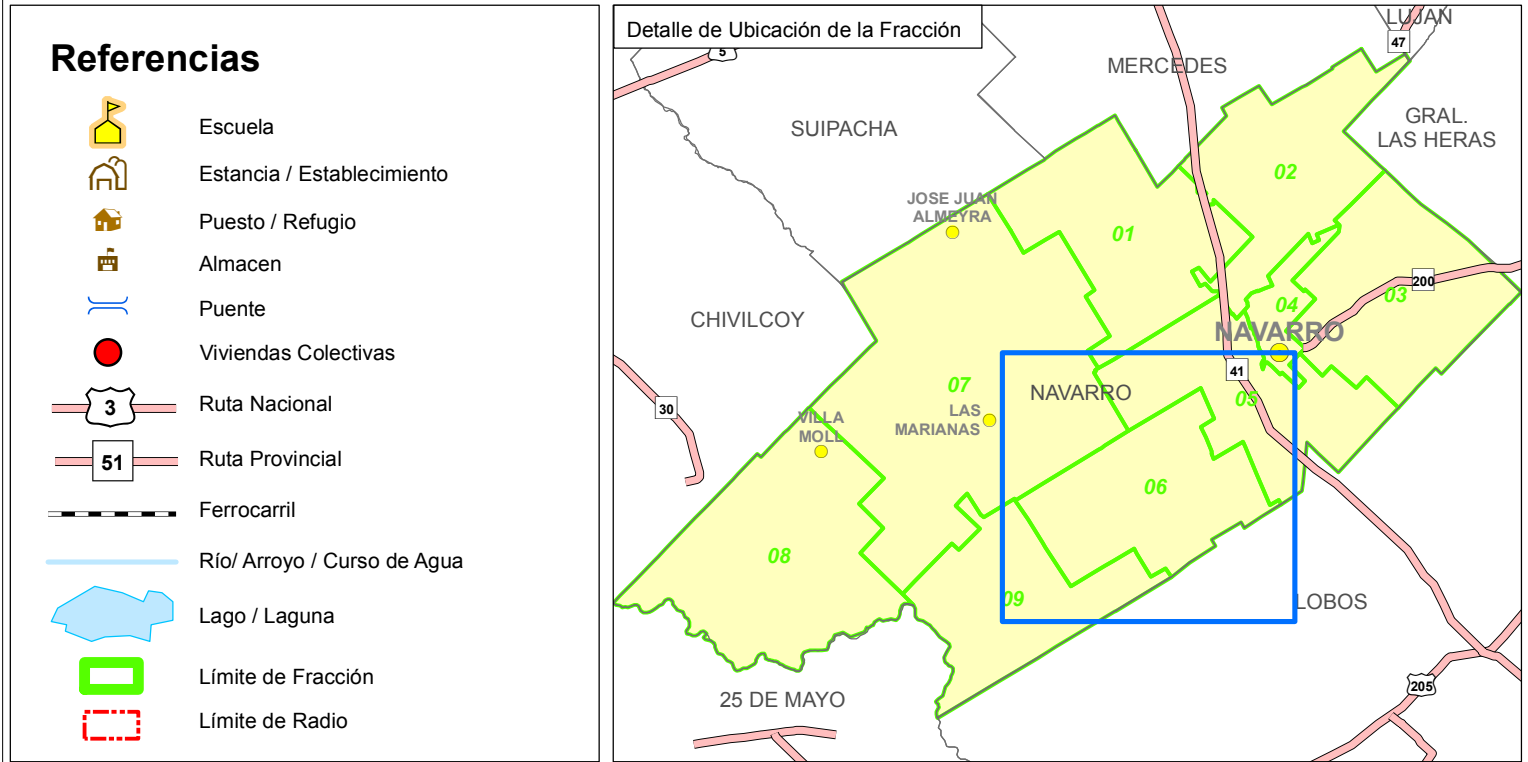 Referencias
Escuela
Estancia / Establecimiento
Puesto / Refugio
Almacen
Puente
Viviendas Colectivas
3
Ruta Nacional
51
Ruta Provincial
Ferrocarril
Río/ Arroyo / Curso de Agua
Lago / Laguna
Límite de Fracción
Límite de Radio
Detalle de Ubicación de la Fracción
LUJAN
47
5
MERCEDES
GRAL.
LAS HERAS
SUIPACHA
02
JOSE JUAN
ALMEYRA
01
200
03
04
CHIVILCOY
NAVARRO
41
07
NAVARRO
05
30
VILLA
MOLL
LAS
MARIANAS
06
08
09
LOBOS
205
25 DE MAYO